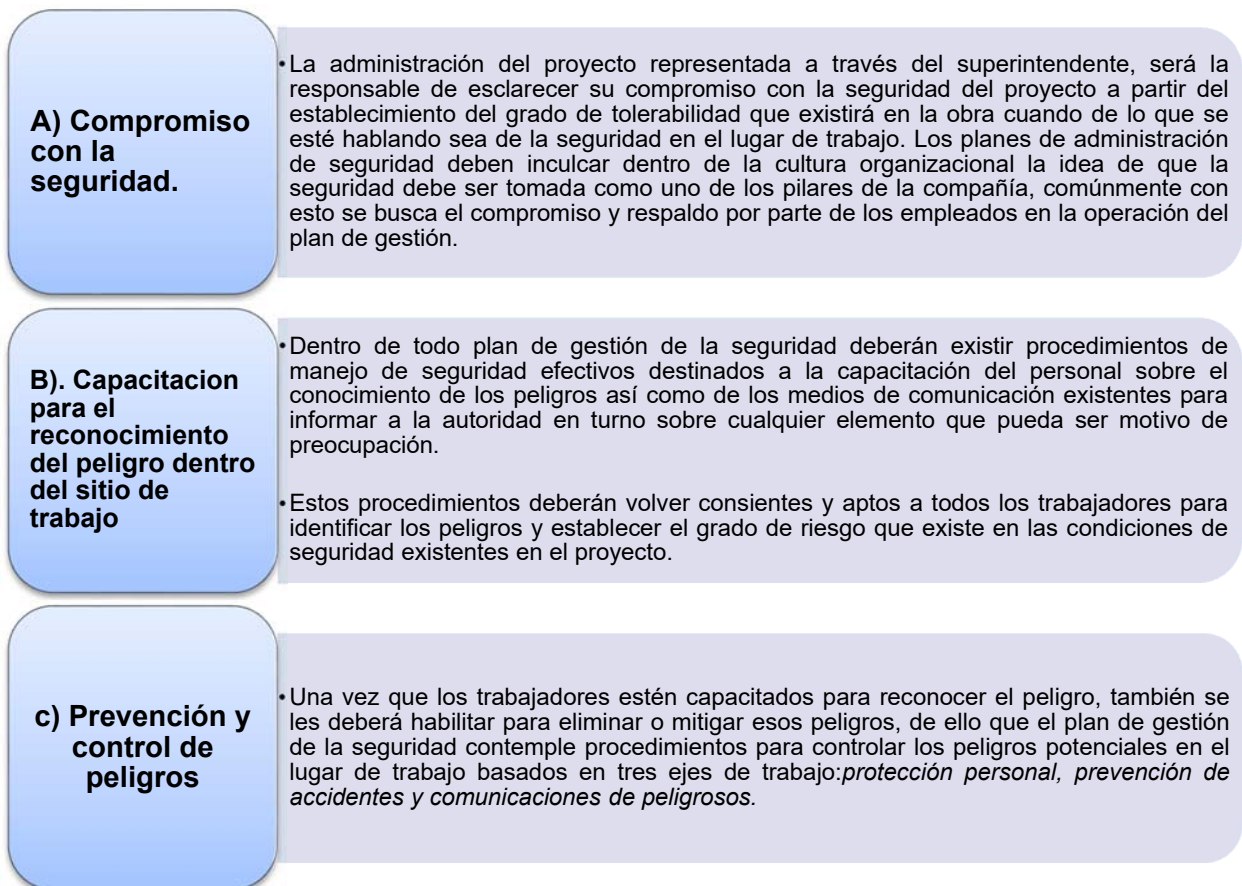 A) Compromiso
con la
seguridad.
•La administración del proyecto representada a través del superintendente, será la
responsable de esclarecer su compromiso con la seguridad del proyecto a partir del
establecimiento del grado de tolerabilidad que existirá en la obra cuando de lo que se
esté hablando sea de la seguridad en el lugar de trabajo. Los planes de administración
de seguridad deben inculcar dentro de la cultura organizacional la idea de que la
seguridad debe ser tomada como uno de los pilares de la compañía, comúnmente con
esto se busca el compromiso y respaldo por parte de los empleados en la operación del
plan de gestión.
B). Capacitacion
para el
reconocimiento
del peligro dentro
del sitio de
trabajo
•Dentro de todo plan de gestión de la seguridad deberán existir procedimientos de
manejo de seguridad efectivos destinados a la capacitación del personal sobre el
conocimiento de los peligros así como de los medios de comunicación existentes para
informar a la autoridad en turno sobre cualquier elemento que pueda ser motivo de
preocupación.
•Estos procedimientos deberán volver consientes y aptos a todos los trabajadores para
identificar los peligros y establecer el grado de riesgo que existe en las condiciones de
seguridad existentes en el proyecto.
c) Prevención y
control de
peligros
•Una vez que los trabajadores estén capacitados para reconocer el peligro, también se
les deberá habilitar para eliminar o mitigar esos peligros, de ello que el plan de gestión
de la seguridad contemple procedimientos para controlar los peligros potenciales en el
lugar de trabajo basados en tres ejes de trabajo:protección personal, prevención de
accidentes y comunicaciones de peligrosos.